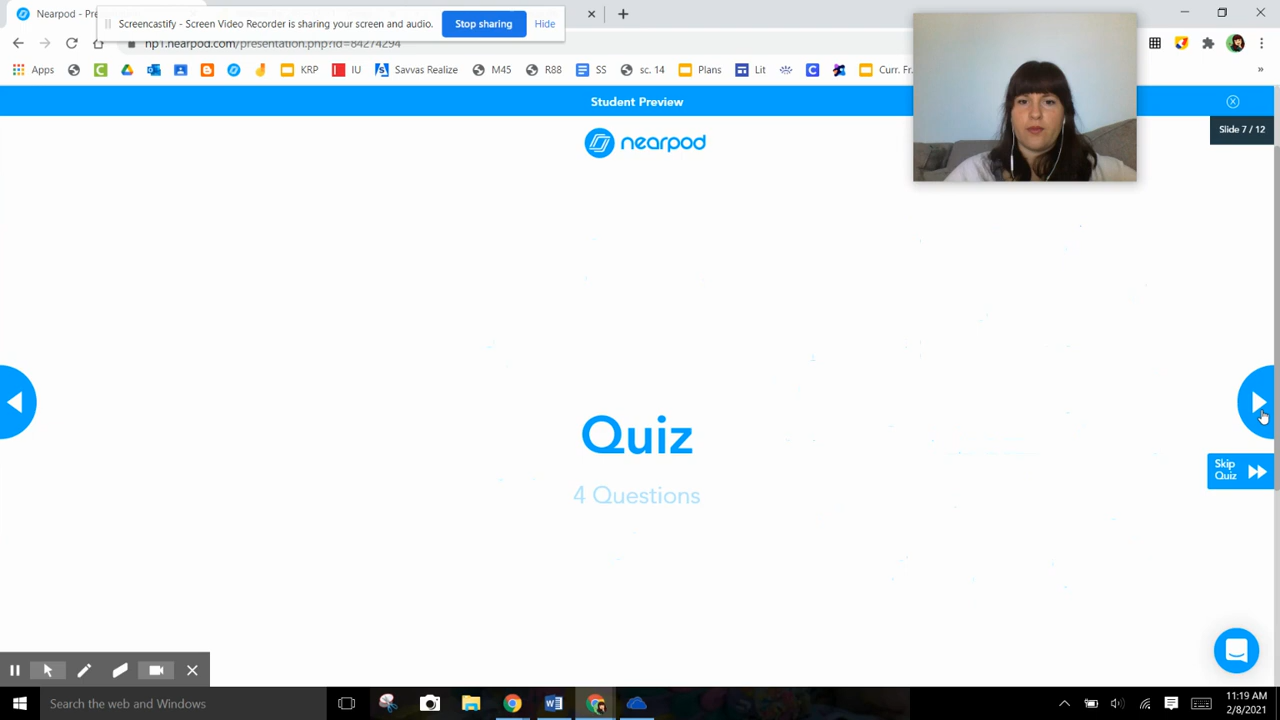 Nearpod - Pre
Screencastify - Screen Video Recorder is sharing your screen and audio.
Stop sharing
Hide
np1.nearpod.com/presentation.php?id=84274294
Apps
KRP
IU
Savvas Realize
M45
R88
SS
sc. 14
Plans
Lit
Curr. Fr
»
Student Preview
Slide 7 / 12
nearpod
Quiz
4 Questions
Skip
Quiz
Search the web and Windows
11:19 AM
2/8/2021